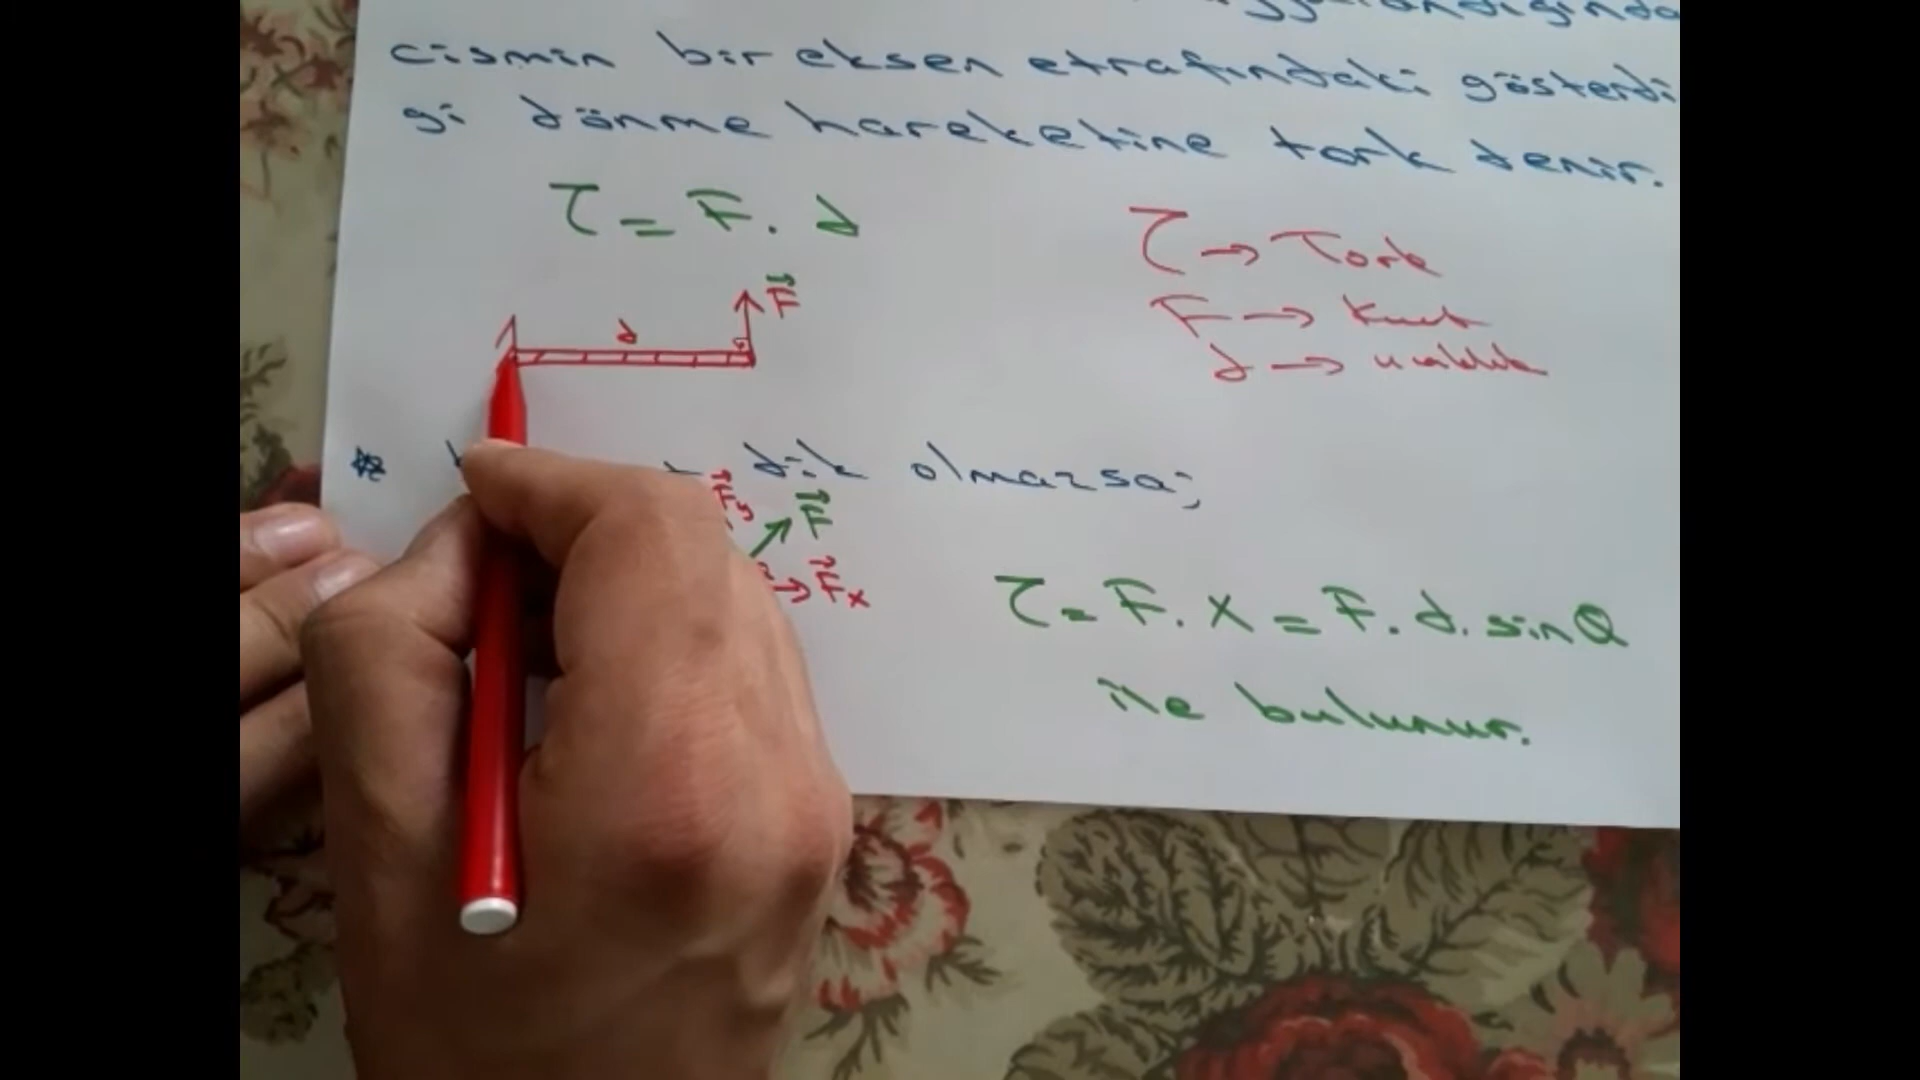 cismin bir eksen etrafındaki gösterdi
gi dönme hareketine tork denir.
τ = F . d
τ → Tork
F
F → Kuvvet
d
d → uzaklık
dik olmazsa;
Fy
F
Fx
τ = F . x = F . d . sinθ
ile bulunur.